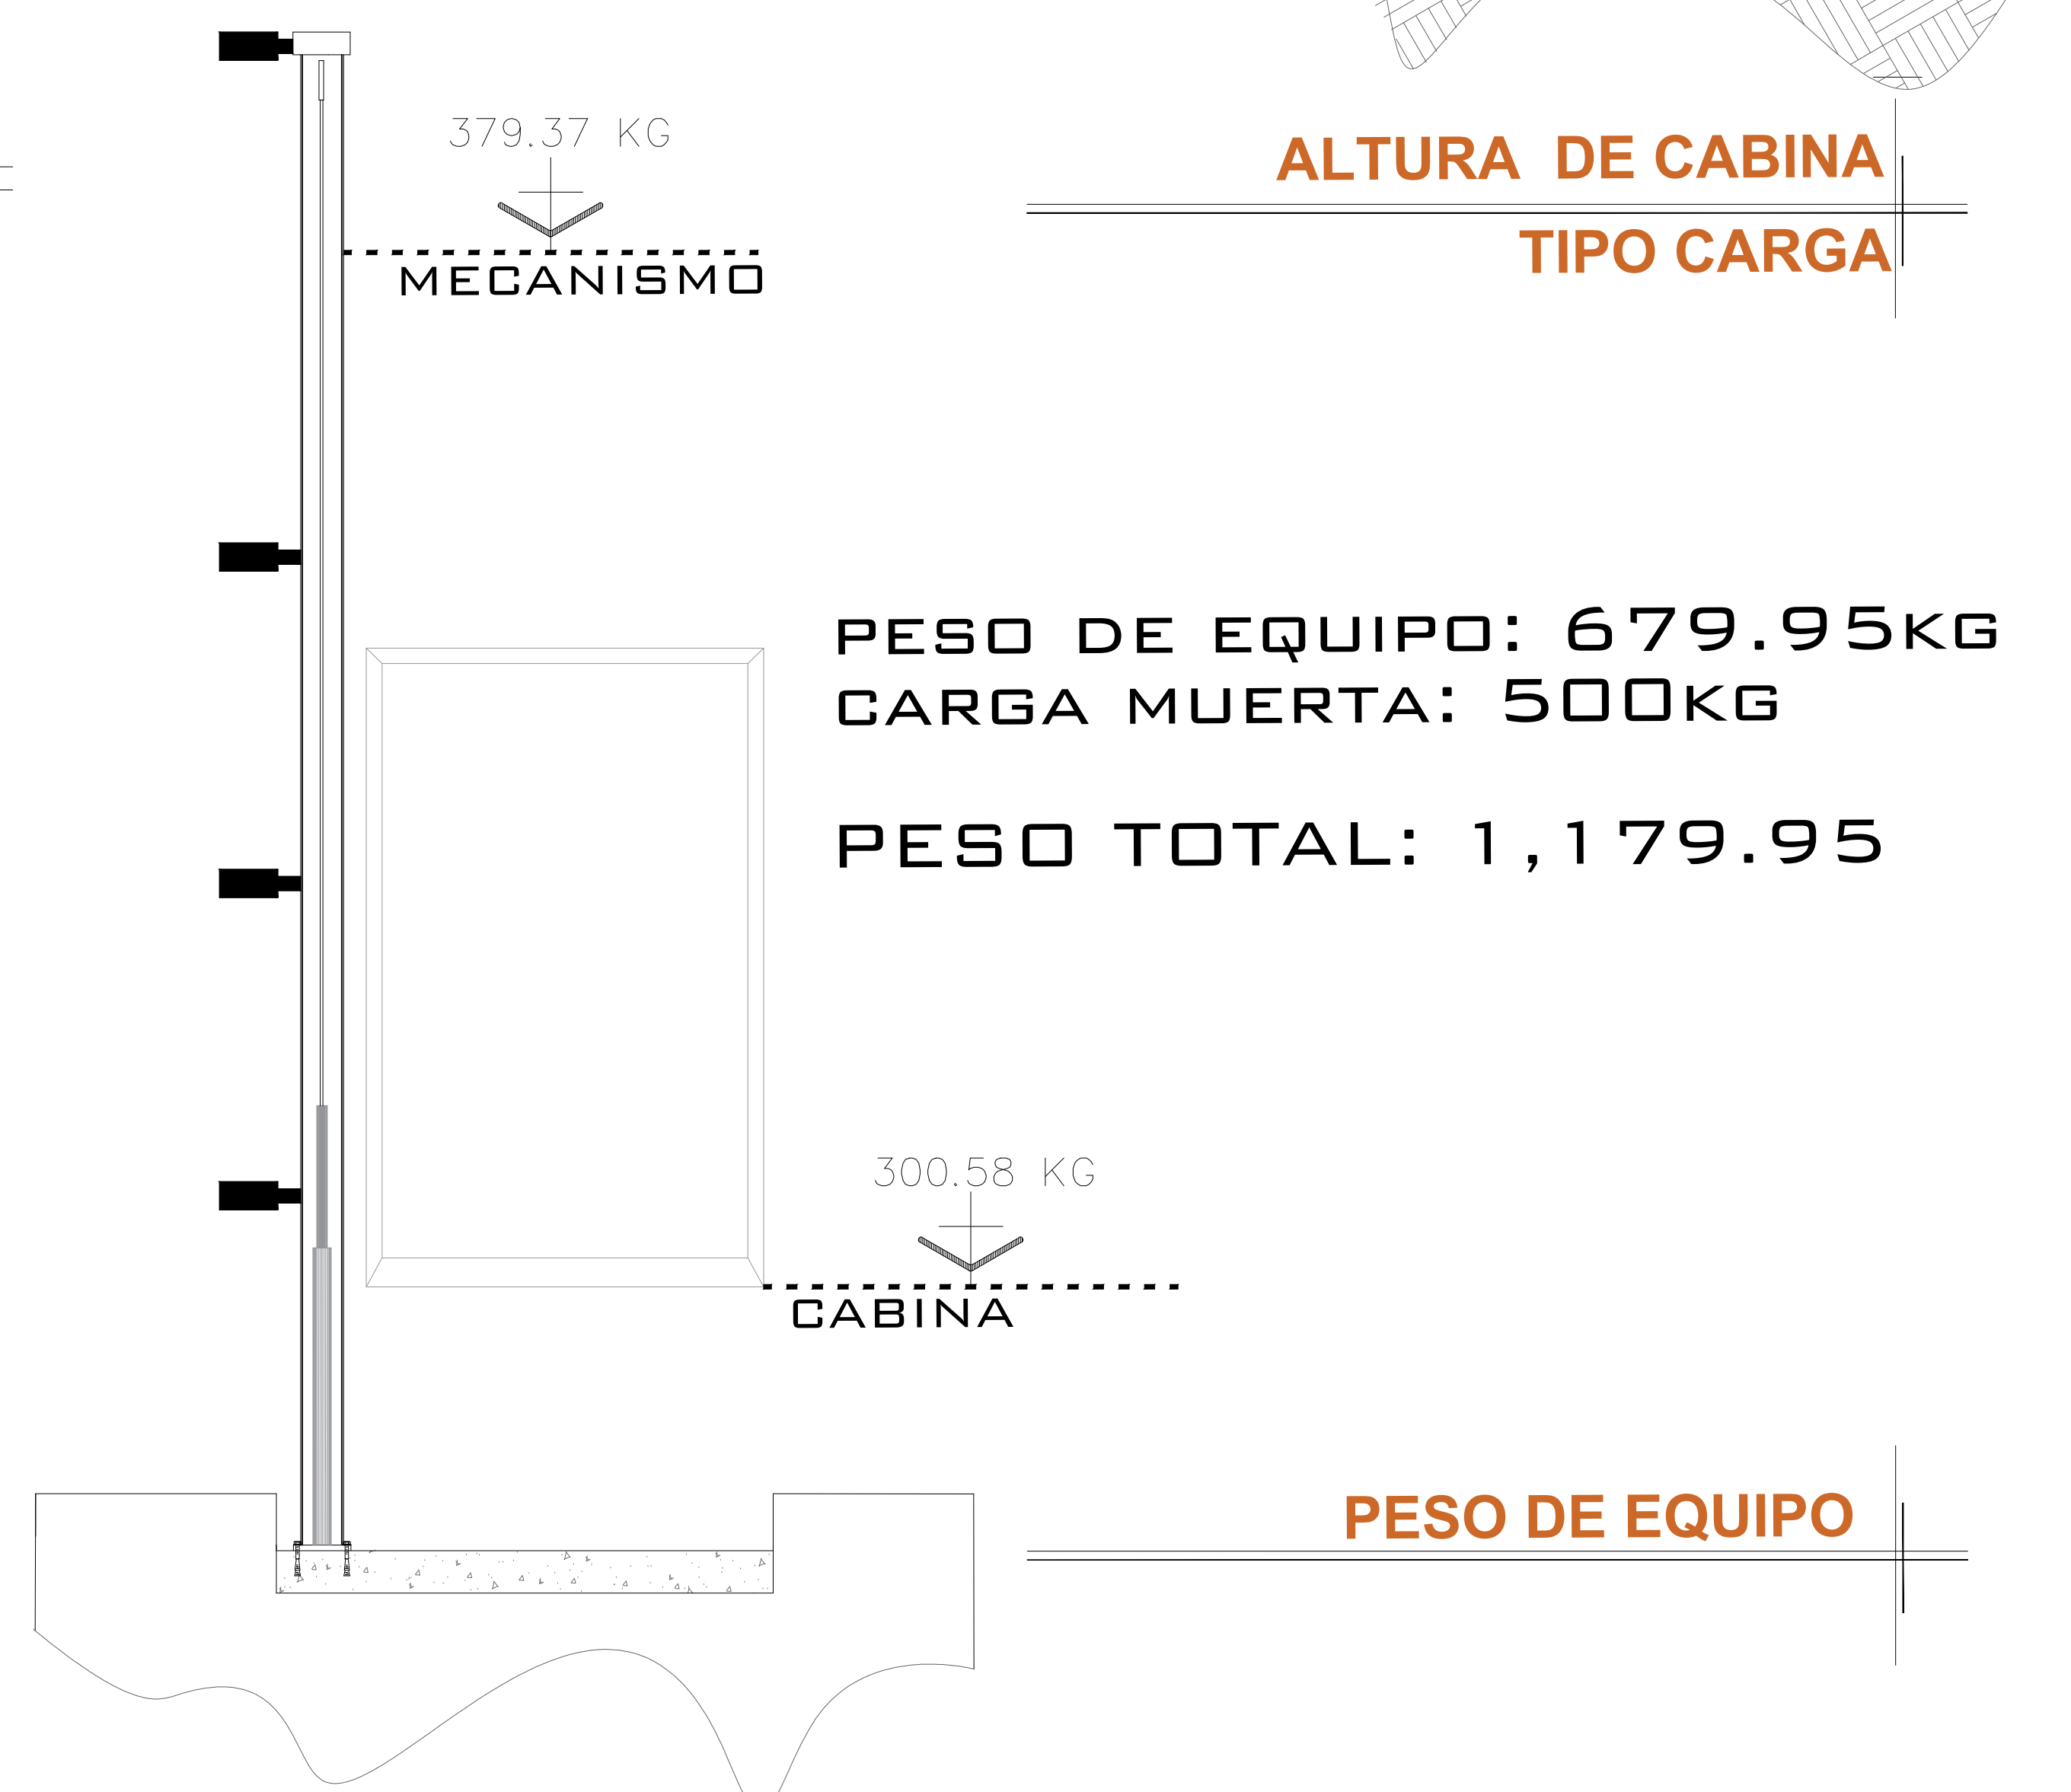 379.37 KG
MECANISMO
ALTURA DE CABINA
TIPO CARGA
PESO DE EQUIPO: 679.95KG
CARGA MUERTA: 500KG
PESO TOTAL: 1,179.95
300.58 KG
CABINA
PESO DE EQUIPO